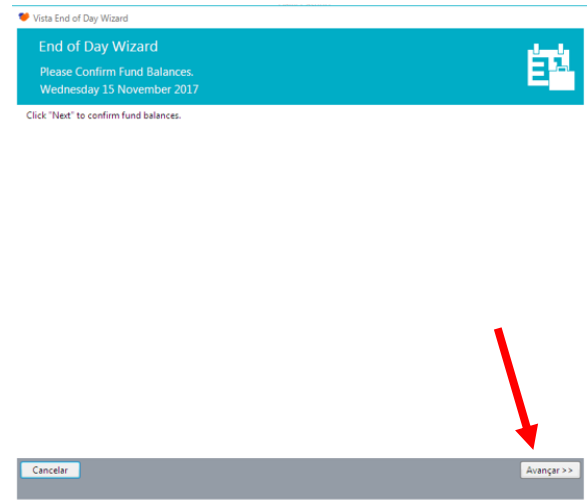 Vista End of Day Wizard
End of Day Wizard
Please Confirm Fund Balances.
Wednesday 15 November 2017
Click "Next" to confirm fund balances.
Cancelar
Avançar >>